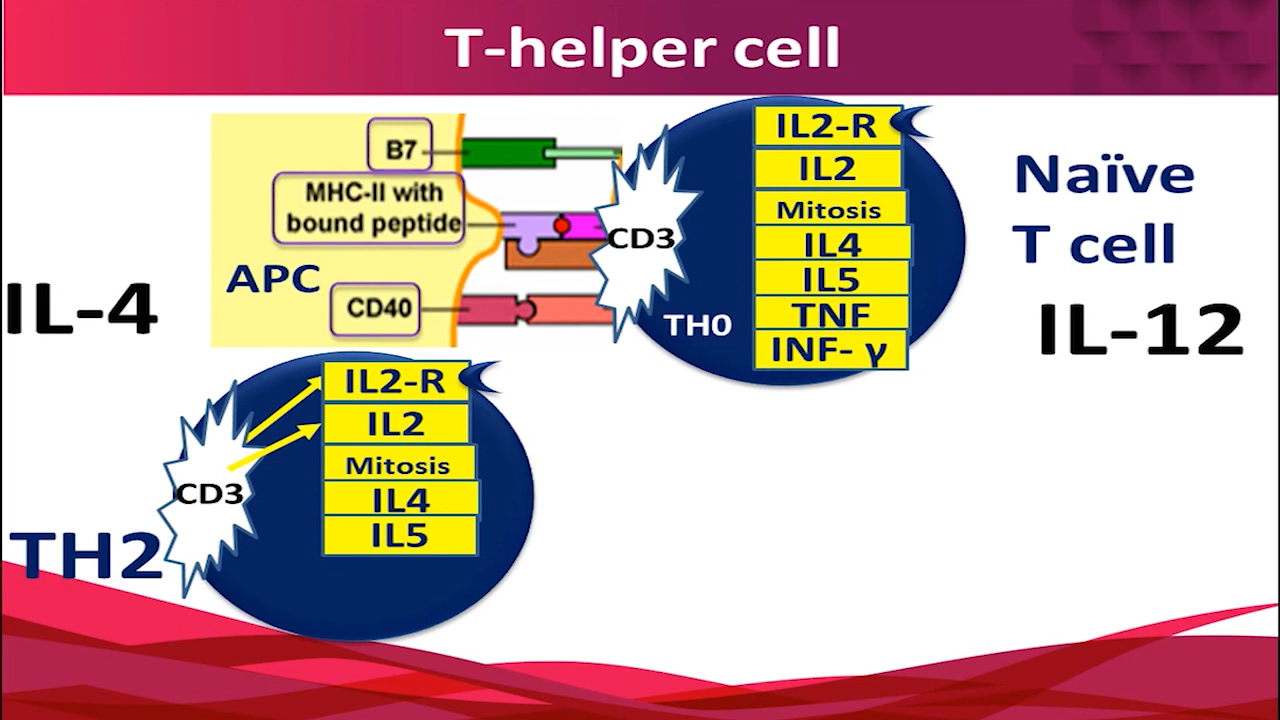 T-helper cell
B7
MHC-II with
bound peptide
APC
CD40
IL-4
CD3
TH0
IL2-R
IL2
Mitosis
IL4
IL5
TNF
INF- γ
Naïve
T cell
IL-12
IL2-R
IL2
Mitosis
IL4
IL5
CD3
TH2